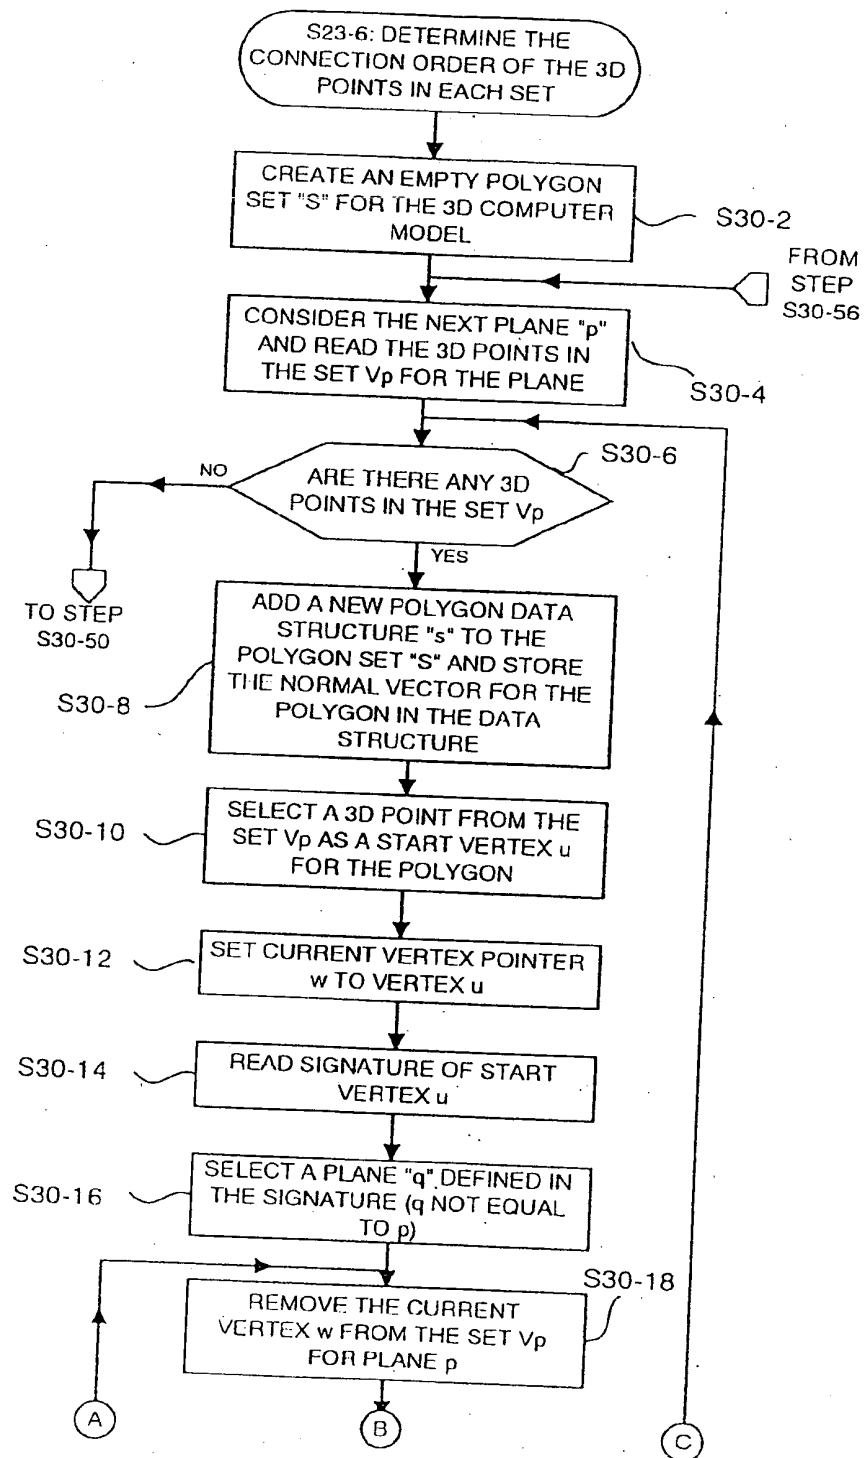 S23-6: DETERMINE THE
CONNECTION ORDER OF THE 3D
POINTS IN EACH SET
CREATE AN EMPTY POLYGON
SET "S" FOR THE 3D COMPUTER
MODEL
S30-2
FROM
STEP
S30-56
CONSIDER THE NEXT PLANE "p"
AND READ THE 3D POINTS IN
THE SET Vp FOR THE PLANE
S30-4
S30-6
NO
ARE THERE ANY 3D
POINTS IN THE SET Vp
YES
TO STEP
S30-50
ADD A NEW POLYGON DATA
STRUCTURE "s" TO THE
POLYGON SET "S" AND STORE
THE NORMAL VECTOR FOR THE
POLYGON IN THE DATA
STRUCTURE
S30-8
SELECT A 3D POINT FROM THE
SET Vp AS A START VERTEX u
FOR THE POLYGON
S30-10
SET CURRENT VERTEX POINTER
w TO VERTEX u
S30-12
READ SIGNATURE OF START
VERTEX u
S30-14
SELECT A PLANE "q" DEFINED IN
THE SIGNATURE (q NOT EQUAL
TO p)
S30-16
S30-18
REMOVE THE CURRENT
VERTEX w FROM THE SET Vp
FOR PLANE p
A
B
C